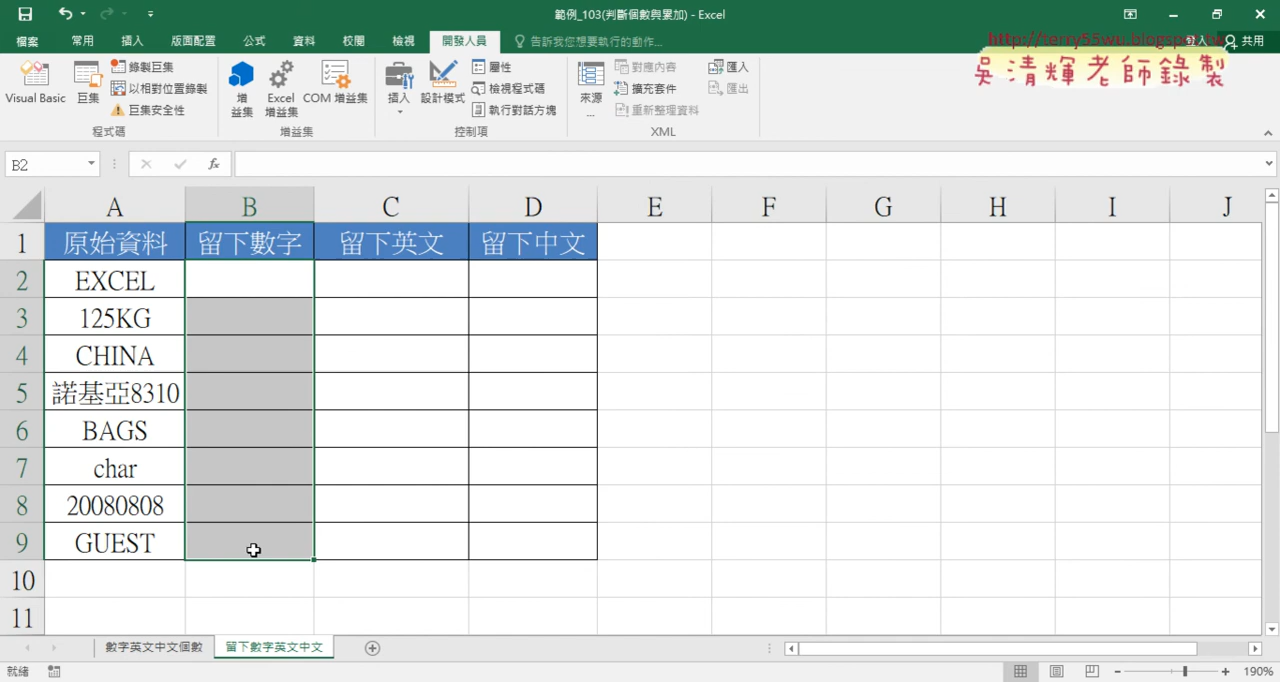 範例_103(判斷個數與累加) - Excel
檔案 常用 插入 版面配置 公式 資料 校閱 檢視 開發人員 告訴我您想要執行的動作... 共用
http://terry55wu.blogspot.tw
吳清輝老師錄製
Visual Basic 巨集 錄製巨集 以相對位置錄製 巨集安全性
程式碼
增益集 Excel 增益集 COM 增益集
增益集
插入 設計模式 屬性 檢視程式碼 執行對話方塊
控制項
來源... 對應內容 擴充套件 重新整理資料 匯入 匯出
XML
B2 fx
A B C D E F G H I J
1 原始資料 留下數字 留下英文 留下中文
2 EXCEL
3 125KG
4 CHINA
5 諾基亞8310
6 BAGS
7 char
8 20080808
9 GUEST
10
11
數字英文中文個數 留下數字英文中文
就緒 190%